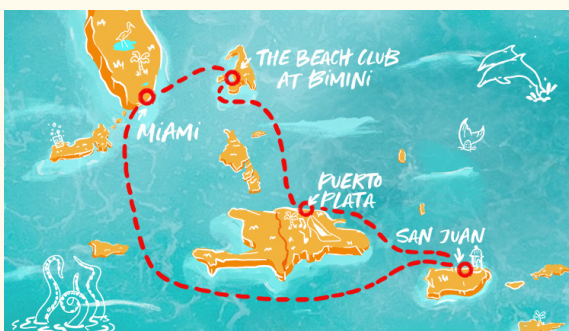 THE BEACH CLUB
AT BIMINI
MIAMI
PUERTO
PLATA
SAN JUAN